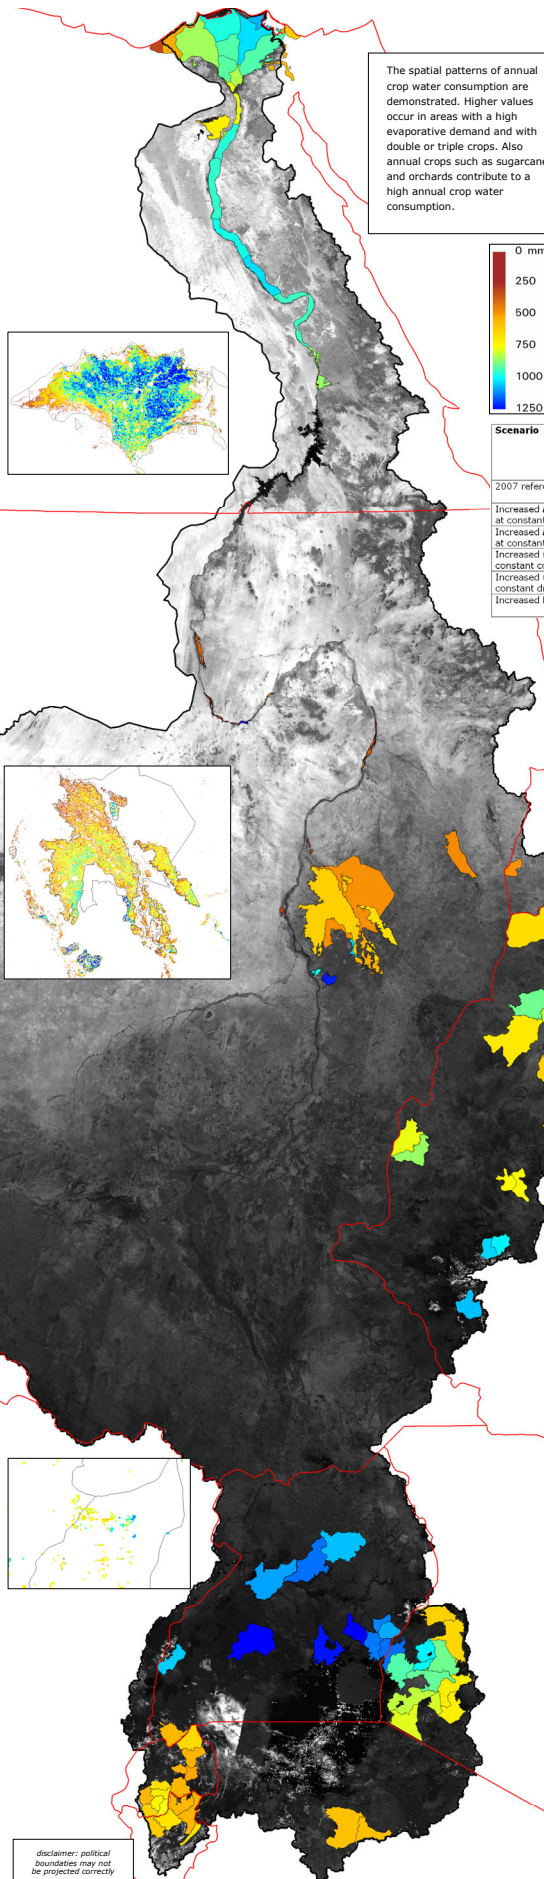 The spatial patterns of annual
crop water consumption are
demonstrated. Higher values
occur in areas with a high
evaporative demand and with
double or triple crops. Also
annual crops such as sugarcane
and orchards contribute to a
high annual crop water
consumption.
0 mm
250
500
750
1000
1250
Scenario
2007
Increased
at constant
Increased
at constant
Increased
constant
Increased
constant
Increased
disclaimer: political
boundaties may not
be projected correctly